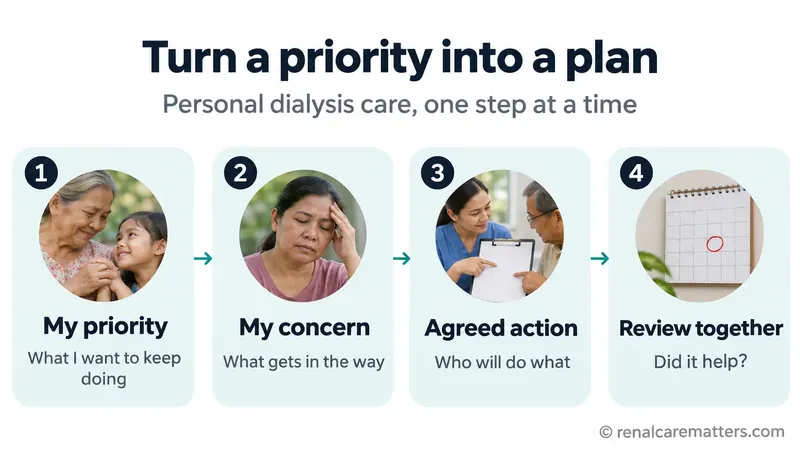 Turn a priority into a plan
Personal dialysis care, one step at a time
1
My priority
What I want to keep
doing
2
My concern
What gets in the way
3
Agreed action
Who will do what
4
Review together
Did it help?
© renalcarematters.com